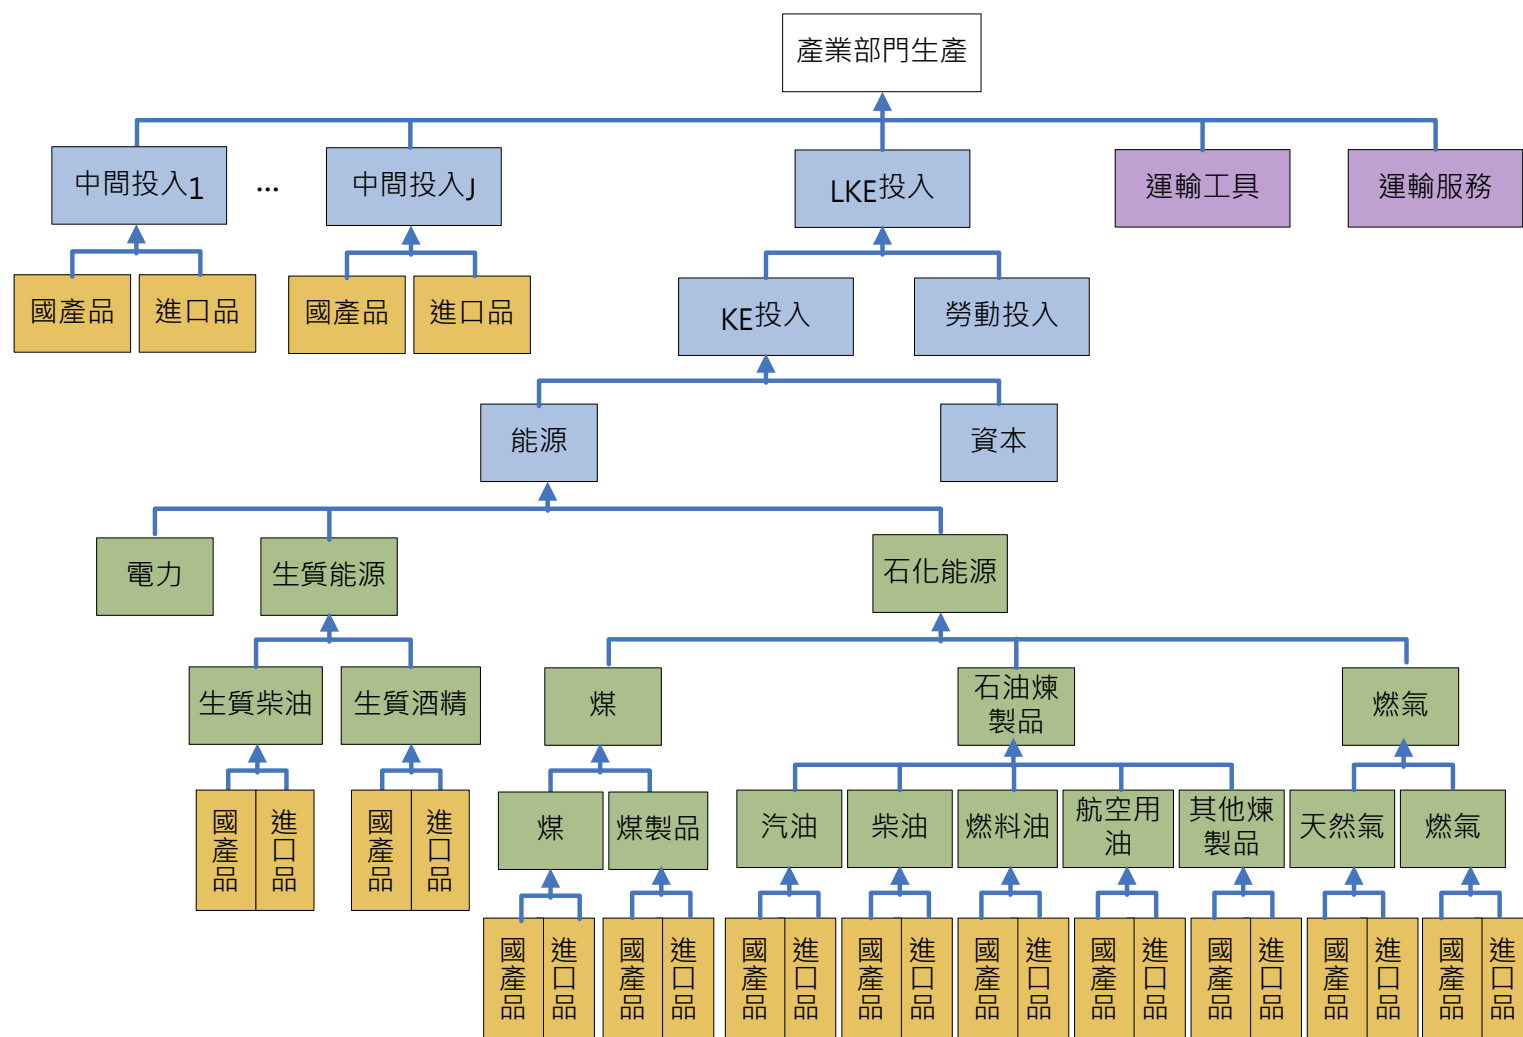 產業部門生產
中間投入1
...
中間投入J
LKE投入
運輸工具
運輸服務
國產品
進口品
國產品
進口品
KE投入
勞動投入
能源
資本
電力
生質能源
石化能源
生質柴油
生質酒精
煤
石油煉
製品
燃氣
國產品
進口品
國產品
進口品
煤
煤製品
汽油
柴油
燃料油
航空用
油
其他煉
製品
天然氣
燃氣
國產品
進口品
國產品
進口品
國產品
進口品
國產品
進口品
國產品
進口品
國產品
進口品
國產品
進口品
國產品
進口品
國產品
進口品